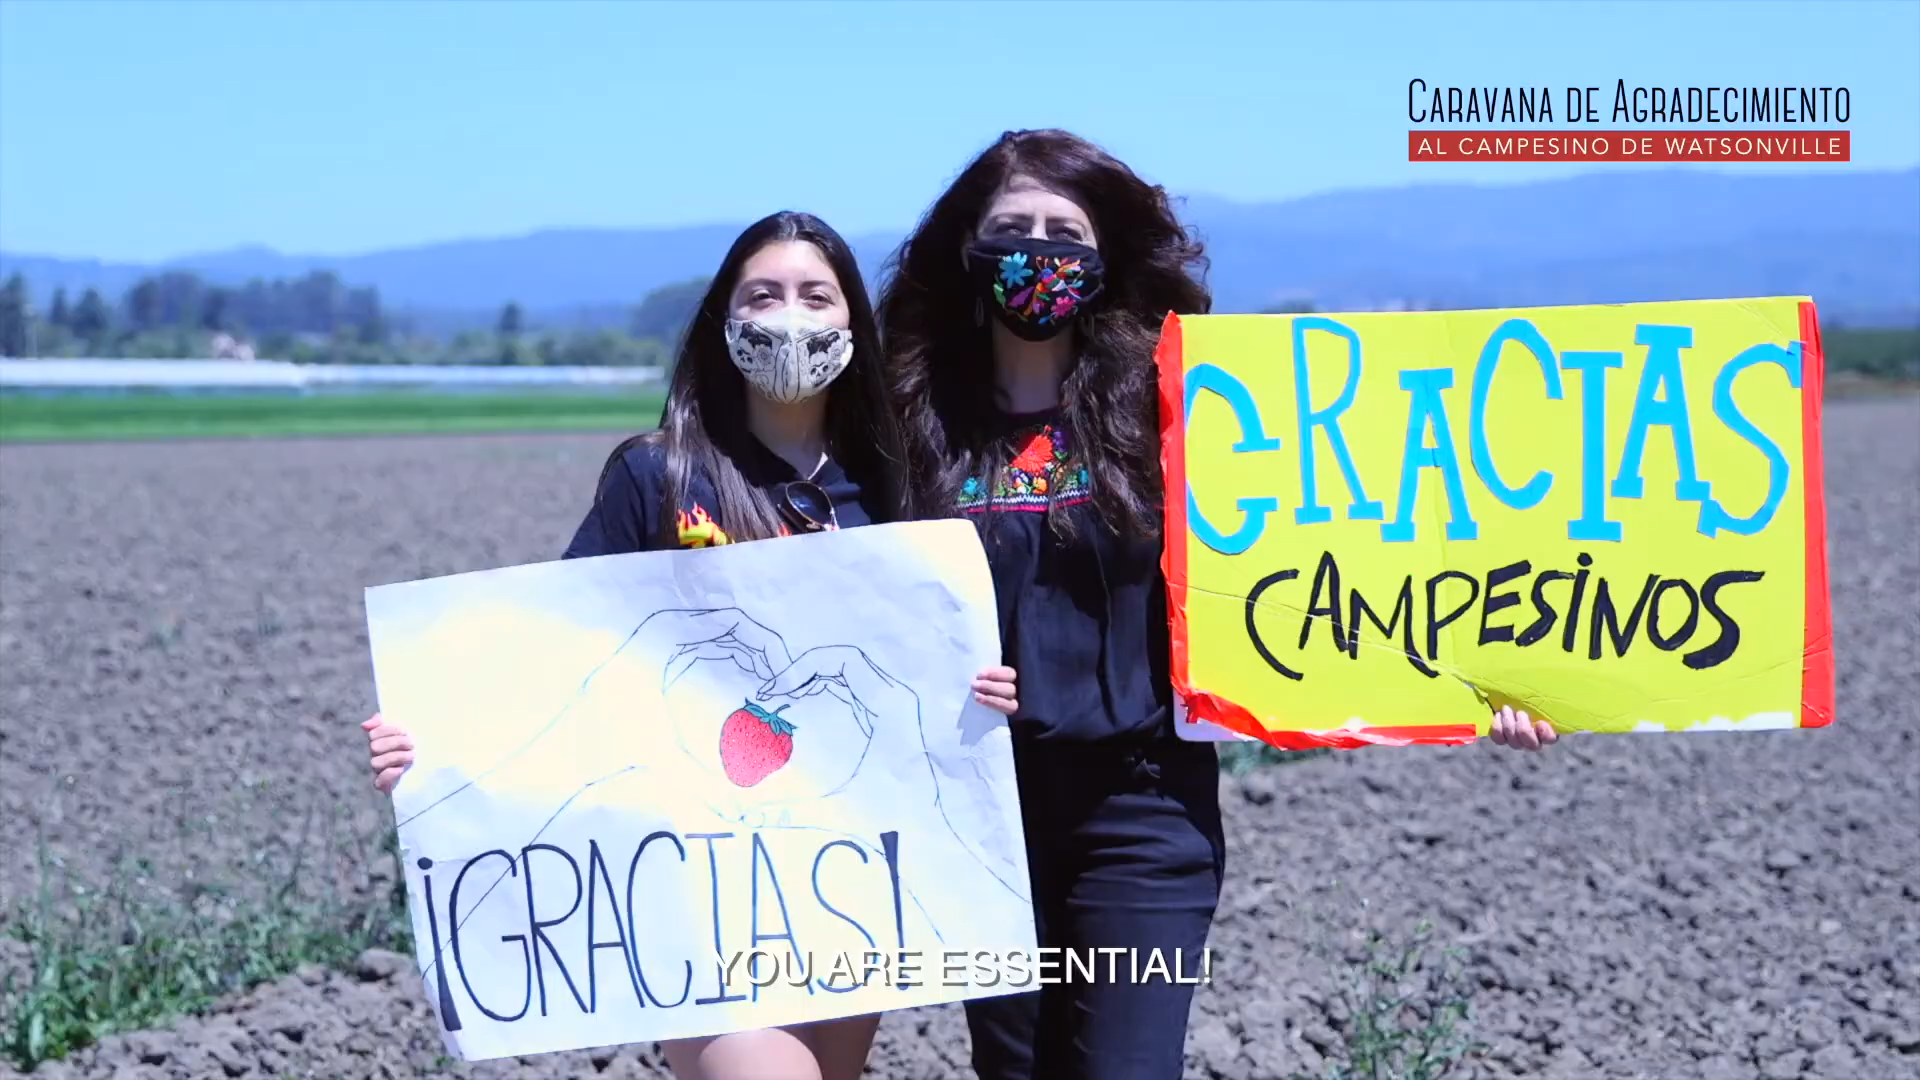 CARAVANA DE AGRADECIMIENTO
AL CAMPESINO DE WATSONVILLE
GRACIAS
CAMPESINOS
¡GRACIAS!
YOU ARE ESSENTIAL!